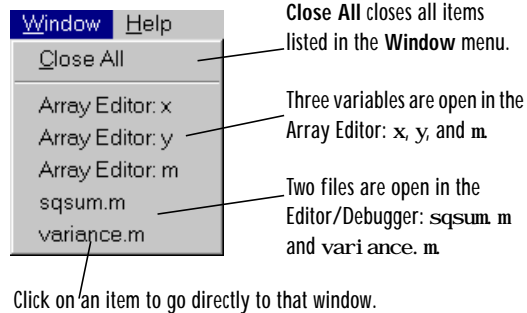 Window Help
Close All
Array Editor: x
Array Editor: y
Array Editor: m
sqsum.m
variance.m
Close All closes all items
listed in the Window menu.
Three variables are open in the
Array Editor: x, y, and m.
Two files are open in the
Editor/Debugger: sqsum.m
and variance.m.
Click on an item to go directly to that window.